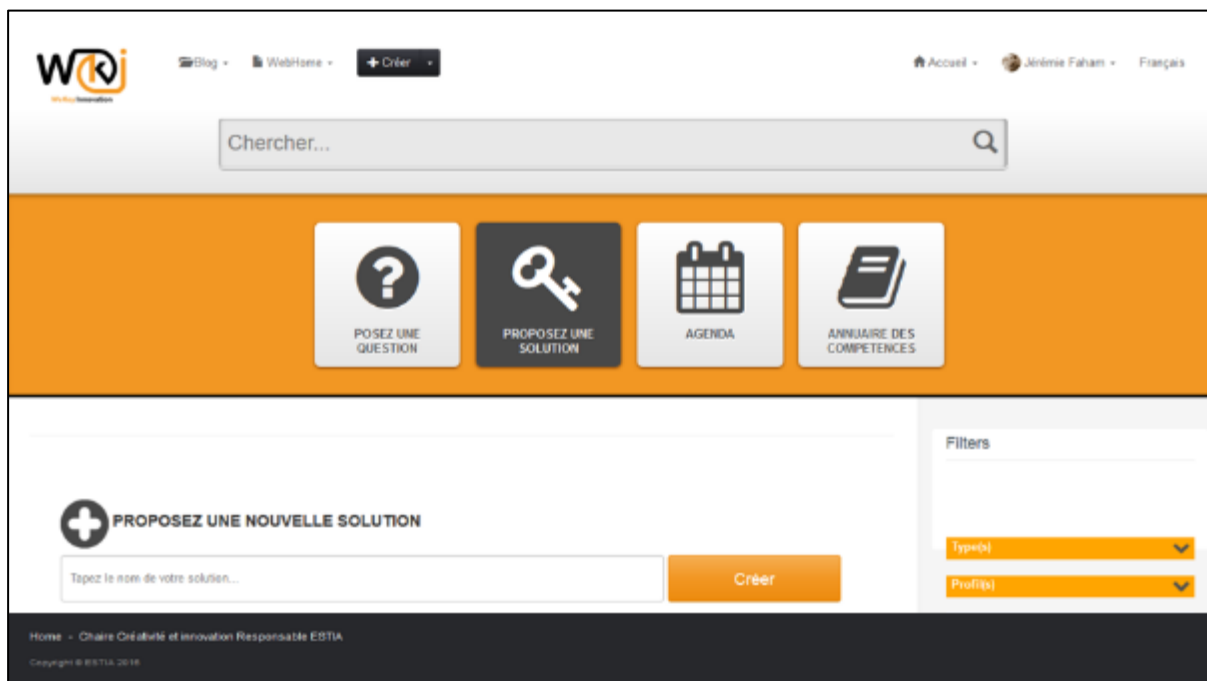 Wkj
Blog
WebHome
Créer
Accueil
Jérémie Faham
Français
Chercher...
POSEZ UNE
QUESTION
PROPOSEZ UNE
SOLUTION
AGENDA
ANNUAIRE DES
COMPETENCES
Filters
PROPOSEZ UNE NOUVELLE SOLUTION
Type(s)
Tapez le nom de votre solution...
Créer
Profil(s)
Home - Chaire Créativité et innovation Responsable ESTIA
Copyright © ESTIA 2016